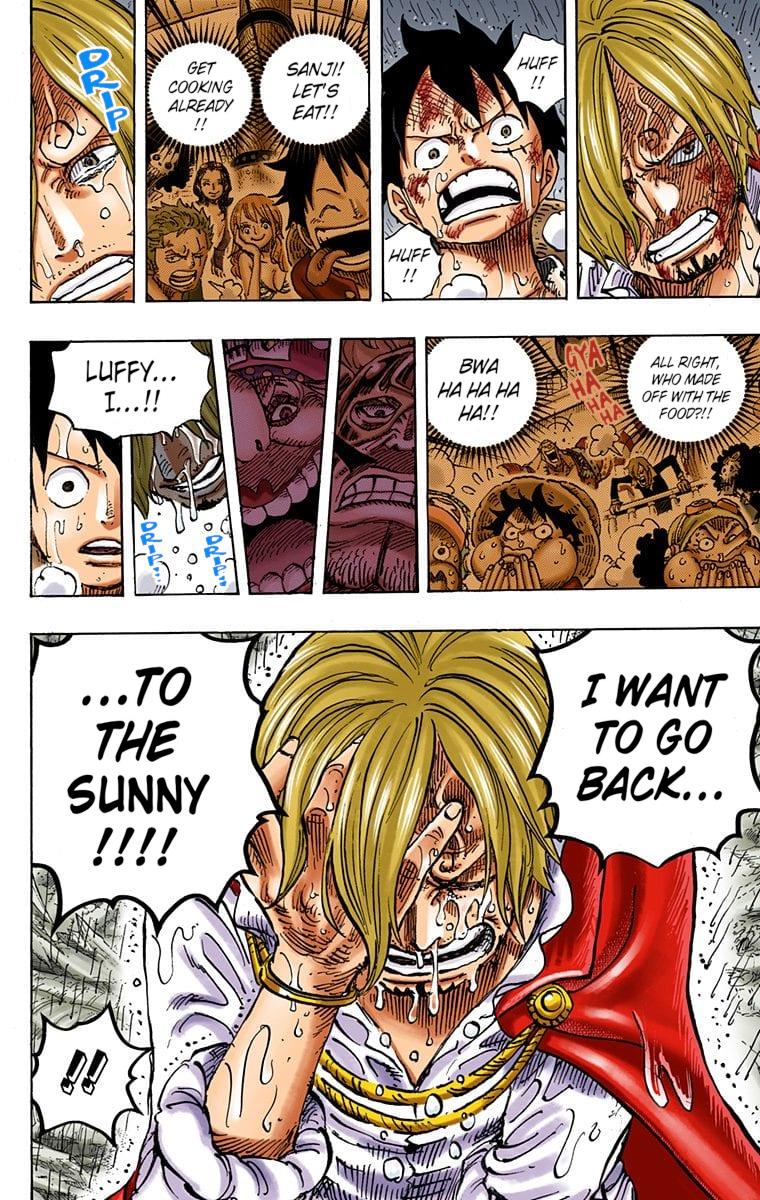 HUFF
!!
HUFF
!!
SANJI!
LET'S
EAT!!
GET
COOKING
ALREADY
!!
DRIP
ALL RIGHT,
WHO MADE
OFF WITH THE
FOOD?!!
GYA
HA
HA
HA
BWA
HA HA HA
HA!!
DRIP!!
DRIP!!
LUFFY...
I...!!
I WANT
TO GO
BACK...
...TO
THE
SUNNY
!!!!
!!